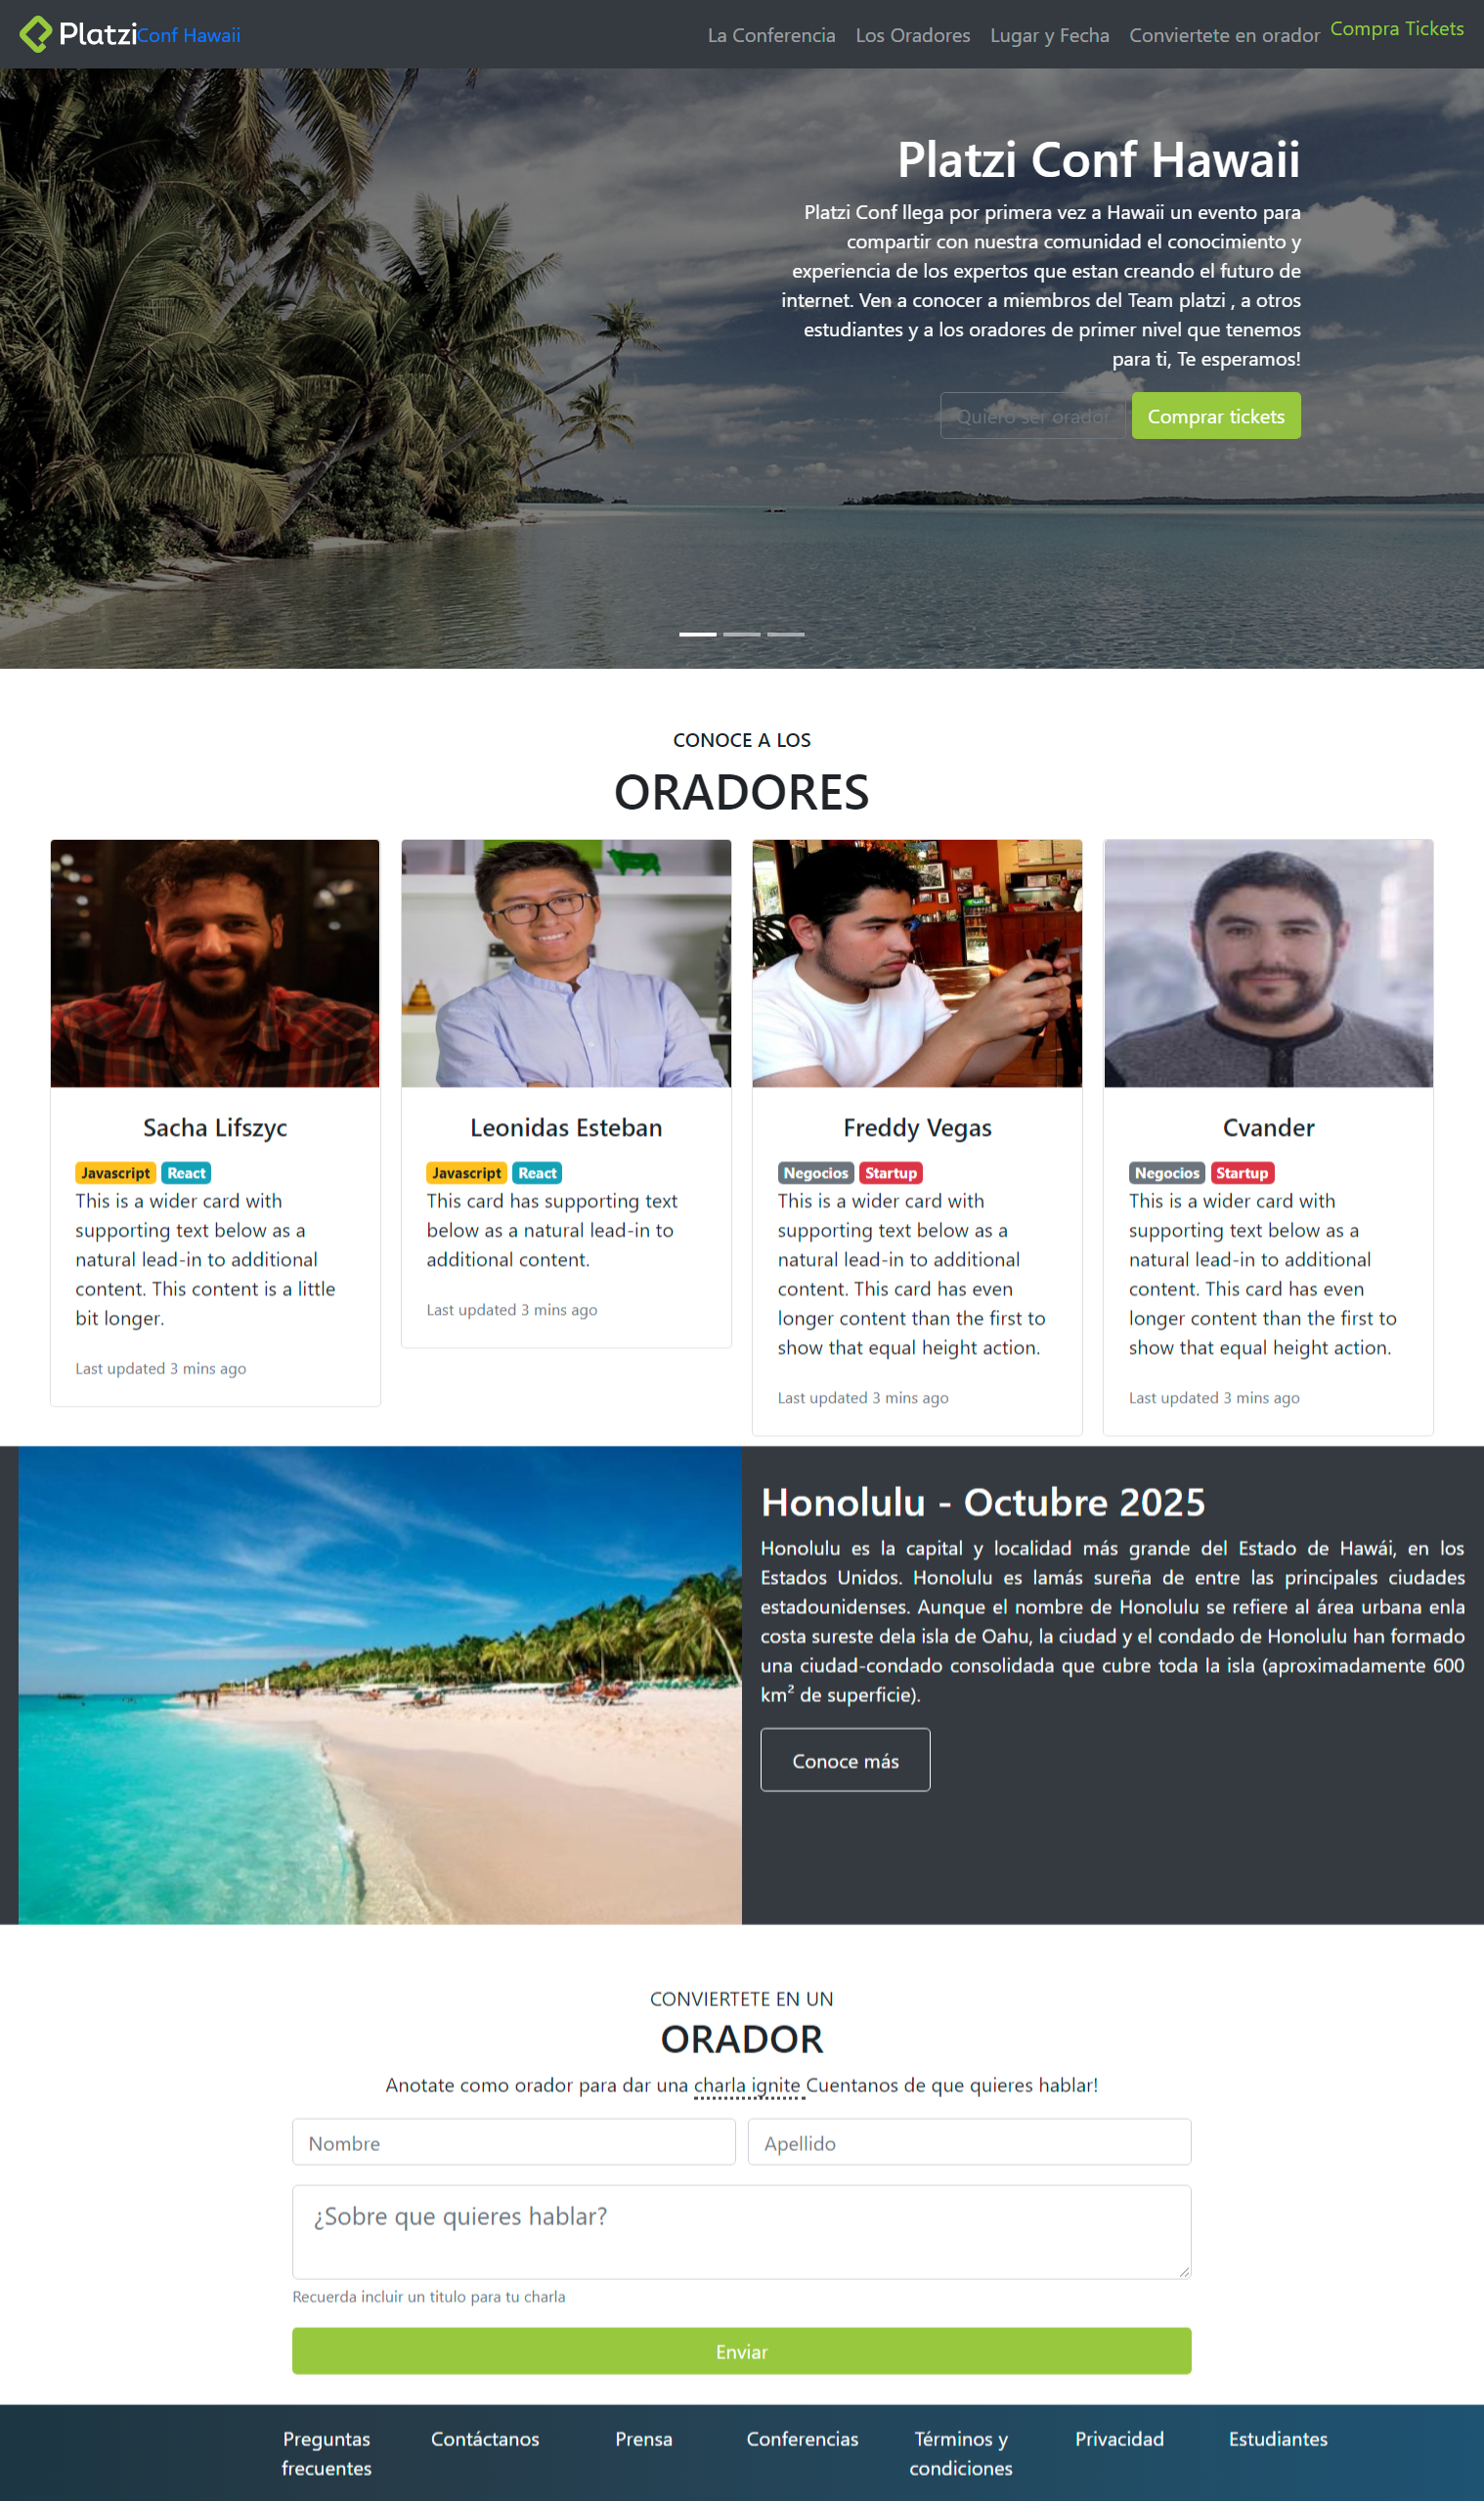 Platzi Conf Hawaii
La Conferencia Los Oradores Lugar y Fecha Conviertete en orador Compra Tickets
Platzi Conf Hawaii
Platzi Conf llega por primera vez a Hawaii un evento para
compartir con nuestra comunidad el conocimiento y
experiencia de los expertos que estan creando el futuro de
internet. Ven a conocer a miembros del Team platzi , a otros
estudiantes y a los oradores de primer nivel que tenemos
para ti, Te esperamos!
Quiero ser orador
Comprar tickets
CONOCE A LOS
ORADORES
Sacha Lifszyc
Javascript React
This is a wider card with
supporting text below as a
natural lead-in to additional
content. This content is a little
bit longer.
Last updated 3 mins ago
Leonidas Esteban
Javascript React
This card has supporting text
below as a natural lead-in to
additional content.
Last updated 3 mins ago
Freddy Vegas
Negocios Startup
This is a wider card with
supporting text below as a
natural lead-in to additional
content. This card has even
longer content than the first to
show that equal height action.
Last updated 3 mins ago
Cvander
Negocios Startup
This is a wider card with
supporting text below as a
natural lead-in to additional
content. This card has even
longer content than the first to
show that equal height action.
Last updated 3 mins ago
Honolulu - Octubre 2025
Honolulu es la capital y localidad más grande del Estado de Hawái, en los
Estados Unidos. Honolulu es lamás sureña de entre las principales ciudades
estadounidenses. Aunque el nombre de Honolulu se refiere al área urbana enla
costa sureste dela isla de Oahu, la ciudad y el condado de Honolulu han formado
una ciudad-condado consolidada que cubre toda la isla (aproximadamente 600
km² de superficie).
Conoce más
CONVIERTETE EN UN
ORADOR
Anotate como orador para dar una charla ignite Cuentanos de que quieres hablar!
Nombre
Apellido
¿Sobre que quieres hablar?
Recuerda incluir un titulo para tu charla
Enviar
Preguntas
frecuentes
Contáctanos
Prensa
Conferencias
Términos y
condiciones
Privacidad
Estudiantes